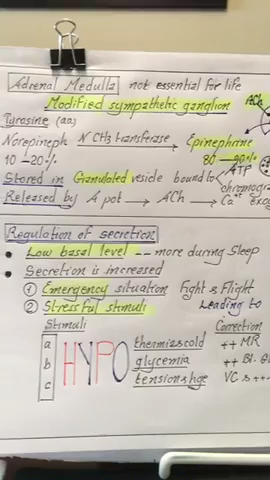 Adrenal Medulla not essential for life
Modified sympathetic ganglion
ACh
Tyrosine (aa)
Norepineph N CH3 transferase → Epinephrine
10 – 20% 80 – 90%
Stored in Granulated vesicle bound to ATP
chromog
Released by A pot → ACh → Ca++ exoc
Regulation of secretion
• Low basal level -- more during sleep
• Secretion is increased
① Emergency situation Fight & Flight
② Stressful stimuli Leading to
Stimuli Correction
a HYPO thermia & cold ++ MR
b glycemia ++ Bl.
c tension & hge VC &